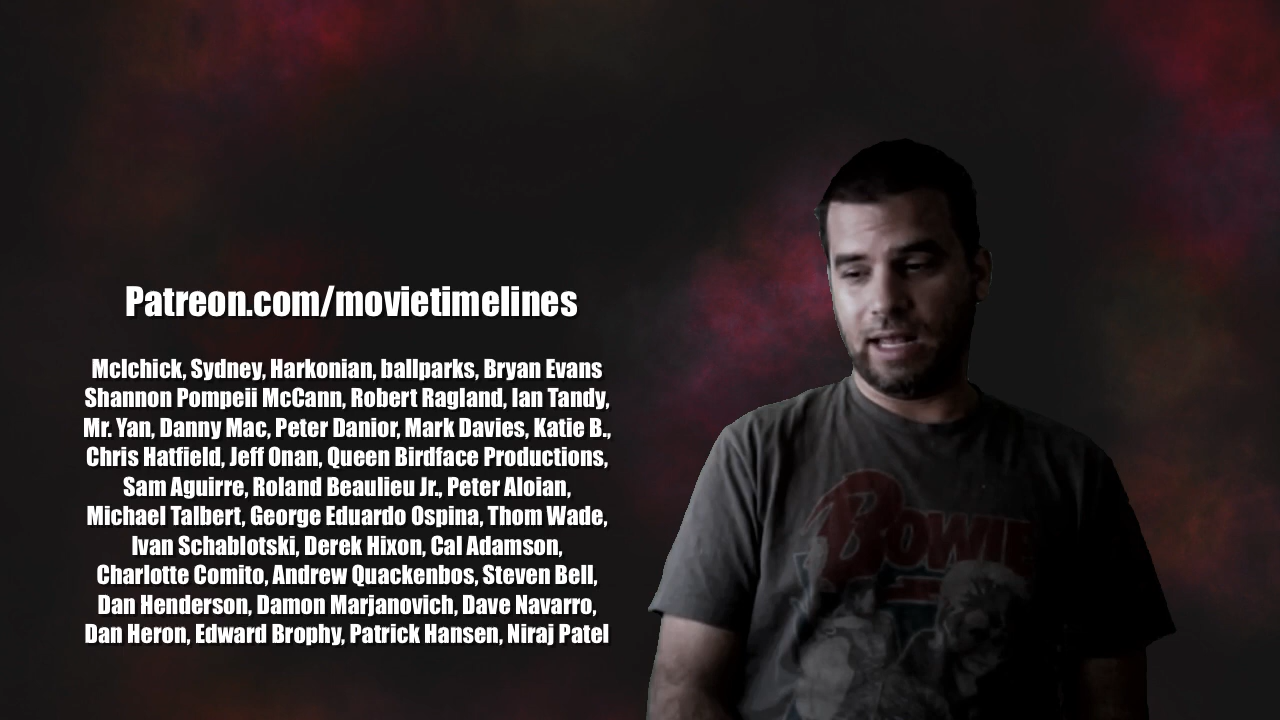 Patreon.com/movietimelines
Mclchick, Sydney, Harkonian, ballparks, Bryan Evans
Shannon Pompeii McCann, Robert Ragland, Ian Tandy,
Mr. Yan, Danny Mac, Peter Danior, Mark Davies, Katie B.,
Chris Hatfield, Jeff Onan, Queen Birdface Productions,
Sam Aguirre, Roland Beaulieu Jr., Peter Aloian,
Michael Talbert, George Eduardo Ospina, Thom Wade,
Ivan Schablotski, Derek Hixon, Cal Adamson,
Charlotte Comito, Andrew Quackenbos, Steven Bell,
Dan Henderson, Damon Marjanovich, Dave Navarro,
Dan Heron, Edward Brophy, Patrick Hansen, Niraj Patel
BOWIE